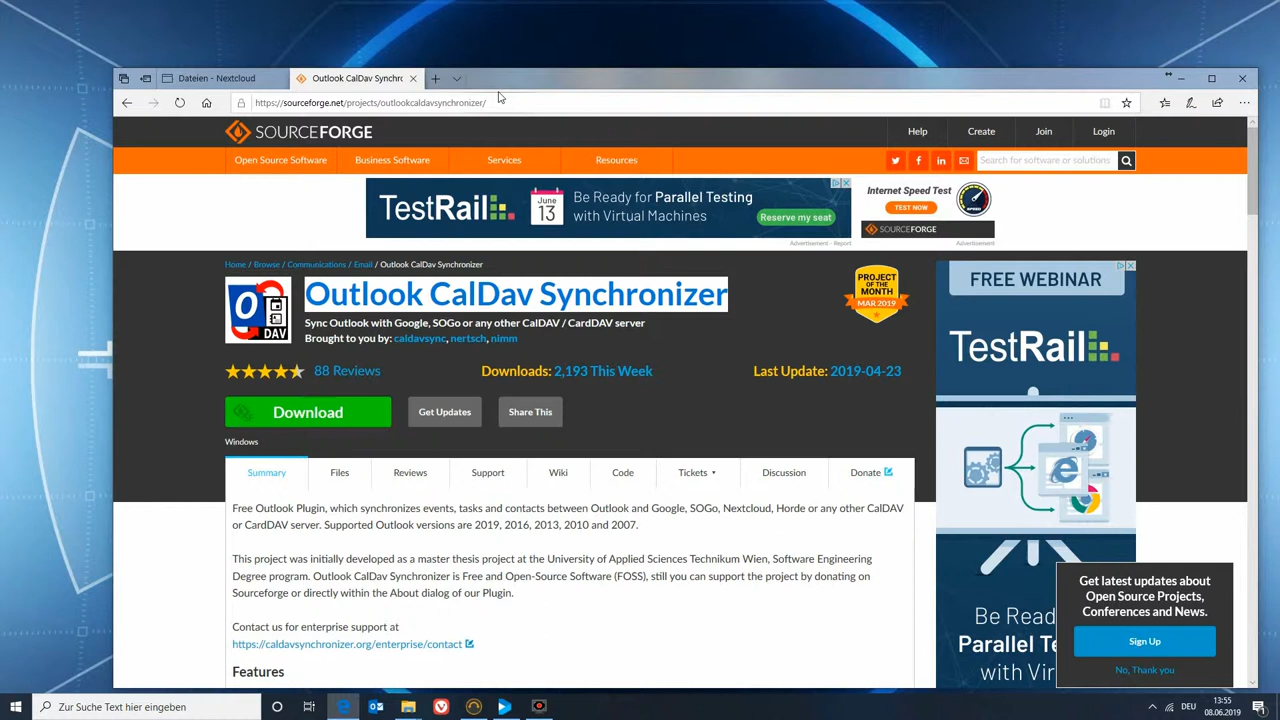 Dateien - Nextcloud
Outlook CalDav Synchr
https://sourceforge.net/projects/outlookcaldavsynchronizer/
SOURCEFORGE
Help
Create
Join
Login
Open Source Software
Business Software
Services
Resources
Search for software or solutions
TestRail
June
13
Be Ready for Parallel Testing
with Virtual Machines
Reserve my seat
Advertisement - Report
Internet Speed Test
TEST NOW
SPEED
SOURCEFORGE
Advertisement
Home / Browse / Communications / Email / Outlook CalDav Synchronizer
O
DAV
Outlook CalDav Synchronizer
Sync Outlook with Google, SOGo or any other CalDAV / CardDAV server
Brought to you by: caldavsync, nertsch, nimm
PROJECT
OF THE
MONTH
MAR 2019
88 Reviews
Downloads: 2,193 This Week
Last Update: 2019-04-23
Download
Get Updates
Share This
Windows
Summary
Files
Reviews
Support
Wiki
Code
Tickets
Discussion
Donate
Free Outlook Plugin, which synchronizes events, tasks and contacts between Outlook and Google, SOGo, Nextcloud, Horde or any other CalDAV
or CardDAV server. Supported Outlook versions are 2019, 2016, 2013, 2010 and 2007.
This project was initially developed as a master thesis project at the University of Applied Sciences Technikum Wien, Software Engineering
Degree program. Outlook CalDav Synchronizer is Free and Open-Source Software (FOSS), still you can support the project by donating on
Sourceforge or directly within the About dialog of our Plugin.
Contact us for enterprise support at
https://caldavsynchronizer.org/enterprise/contact
Features
FREE WEBINAR
TestRail
Be Read
Parallel Te
with Virtu
Get latest updates about
Open Source Projects,
Conferences and News.
Sign Up
No, Thank you
Zur Suche Text hier eingeben
DEU
13:55
08.06.2019
1